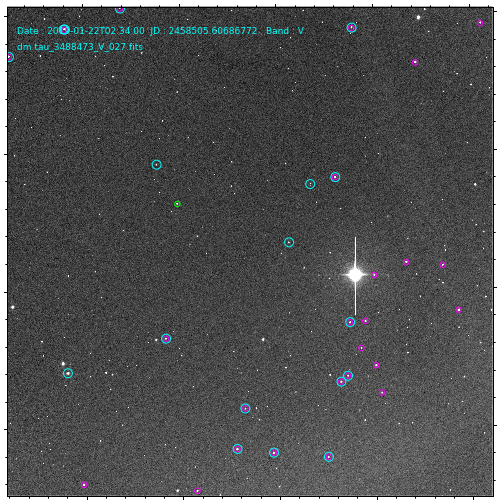 Date : 2019-01-22T02:34:00 JD : 2458505.60686772 Band : V
dm tau_3488473_V_027.fits